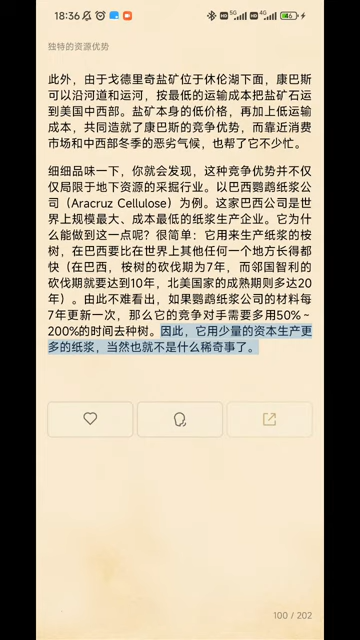 18:36
5G
4G
46
独特的资源优势
此外，由于戈德里奇盐矿位于休伦湖下面，康巴斯
可以沿河道和运河，按最低的运输成本把盐矿石运
到美国中西部。盐矿本身的低价格，再加上低运输
成本，共同造就了康巴斯的竞争优势，而靠近消费
市场和中西部冬季的恶劣气候，也帮了它不少忙。
细细品味一下，你就会发现，这种竞争优势并不仅
仅局限于地下资源的采掘行业。以巴西鹦鹉纸浆公
司（Aracruz Cellulose）为例。这家巴西公司是世
界上规模最大、成本最低的纸浆生产企业。它为什
么能做到这一点呢？很简单：它用来生产纸浆的桉
树，在巴西要比在世界上其他任何一个地方长得都
快（在巴西，桉树的砍伐期为7年，而邻国智利的
砍伐期就要达到10年，北美国家的成熟期则多达20
年）。由此不难看出，如果鹦鹉纸浆公司的材料每
7年更新一次，那么它的竞争对手需要多用50%～
200%的时间去种树。因此，它用少量的资本生产更
多的纸浆，当然也就不是什么稀奇事了。
100 / 202